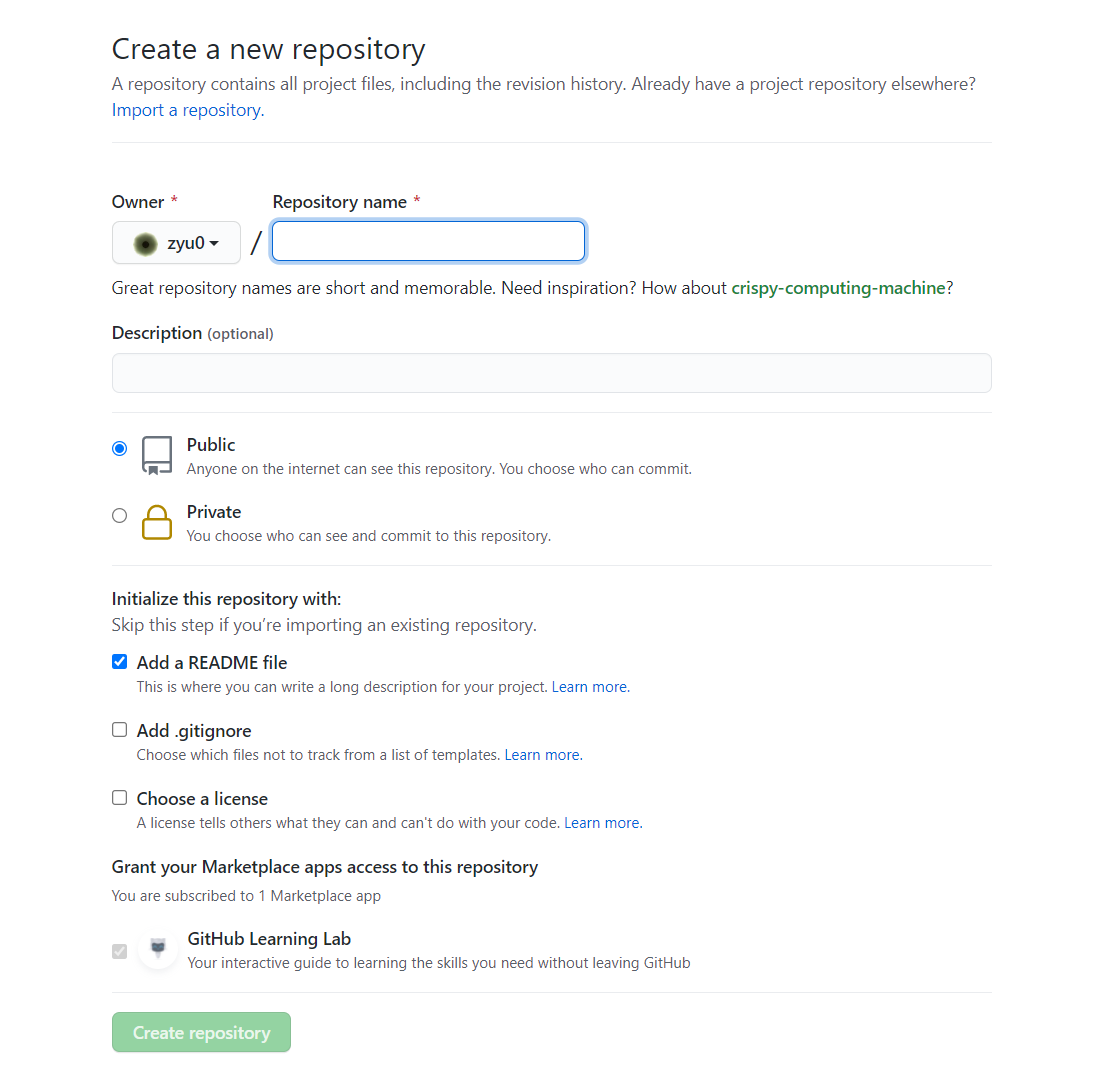 Create a new repository
A repository contains all project files, including the revision history. Already have a project repository elsewhere?
Import a repository.
Owner * Repository name *
zyu0 /
Great repository names are short and memorable. Need inspiration? How about crispy-computing-machine?
Description (optional)
Public
Anyone on the internet can see this repository. You choose who can commit.
Private
You choose who can see and commit to this repository.
Initialize this repository with:
Skip this step if you’re importing an existing repository.
Add a README file
This is where you can write a long description for your project. Learn more.
Add .gitignore
Choose which files not to track from a list of templates. Learn more.
Choose a license
A license tells others what they can and can't do with your code. Learn more.
Grant your Marketplace apps access to this repository
You are subscribed to 1 Marketplace app
GitHub Learning Lab
Your interactive guide to learning the skills you need without leaving GitHub
Create repository